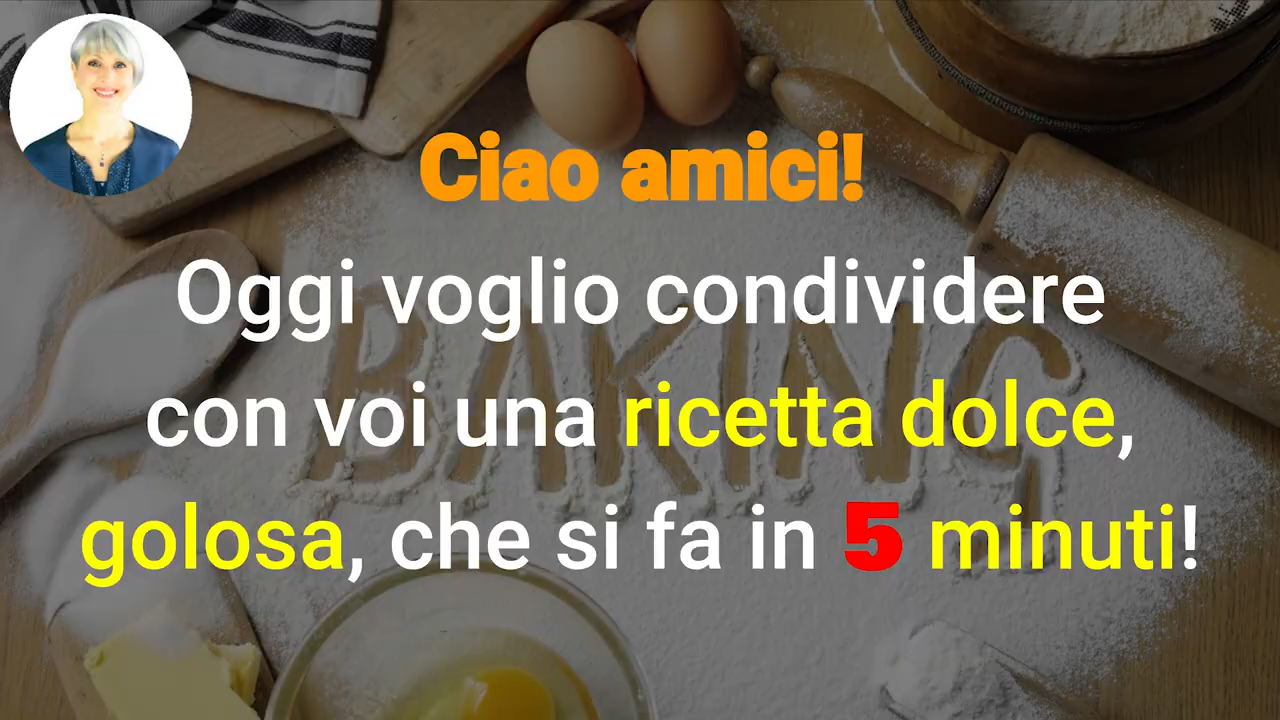 Ciao amici!
Oggi voglio condividere
con voi una ricetta dolce,
golosa, che si fa in 5 minuti!
BAKING